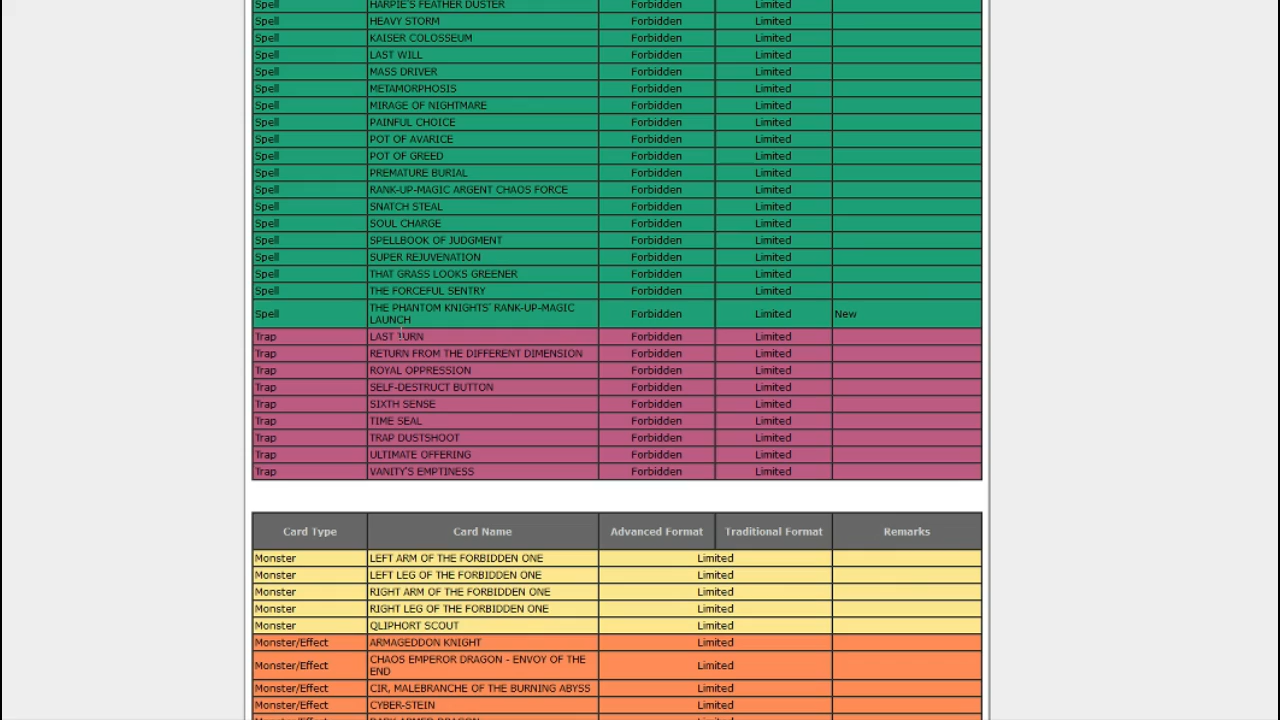 Spell HARPIE'S FEATHER DUSTER Forbidden Limited
Spell HEAVY STORM Forbidden Limited
Spell KAISER COLOSSEUM Forbidden Limited
Spell LAST WILL Forbidden Limited
Spell MASS DRIVER Forbidden Limited
Spell METAMORPHOSIS Forbidden Limited
Spell MIRAGE OF NIGHTMARE Forbidden Limited
Spell PAINFUL CHOICE Forbidden Limited
Spell POT OF AVARICE Forbidden Limited
Spell POT OF GREED Forbidden Limited
Spell PREMATURE BURIAL Forbidden Limited
Spell RANK-UP-MAGIC ARGENT CHAOS FORCE Forbidden Limited
Spell SNATCH STEAL Forbidden Limited
Spell SOUL CHARGE Forbidden Limited
Spell SPELLBOOK OF JUDGMENT Forbidden Limited
Spell SUPER REJUVENATION Forbidden Limited
Spell THAT GRASS LOOKS GREENER Forbidden Limited
Spell THE FORCEFUL SENTRY Forbidden Limited
Spell THE PHANTOM KNIGHTS' RANK-UP-MAGIC
LAUNCH Forbidden Limited New
Trap LAST TURN Forbidden Limited
Trap RETURN FROM THE DIFFERENT DIMENSION Forbidden Limited
Trap ROYAL OPPRESSION Forbidden Limited
Trap SELF-DESTRUCT BUTTON Forbidden Limited
Trap SIXTH SENSE Forbidden Limited
Trap TIME SEAL Forbidden Limited
Trap TRAP DUSTSHOOT Forbidden Limited
Trap ULTIMATE OFFERING Forbidden Limited
Trap VANITY'S EMPTINESS Forbidden Limited
Card Type Card Name Advanced Format Traditional Format Remarks
Monster LEFT ARM OF THE FORBIDDEN ONE Limited
Monster LEFT LEG OF THE FORBIDDEN ONE Limited
Monster RIGHT ARM OF THE FORBIDDEN ONE Limited
Monster RIGHT LEG OF THE FORBIDDEN ONE Limited
Monster QLIPHORT SCOUT Limited
Monster/Effect ARMAGEDDON KNIGHT Limited
Monster/Effect CHAOS EMPEROR DRAGON - ENVOY OF THE
END Limited
Monster/Effect CIR, MALEBRANCHE OF THE BURNING ABYSS Limited
Monster/Effect CYBER-STEIN Limited